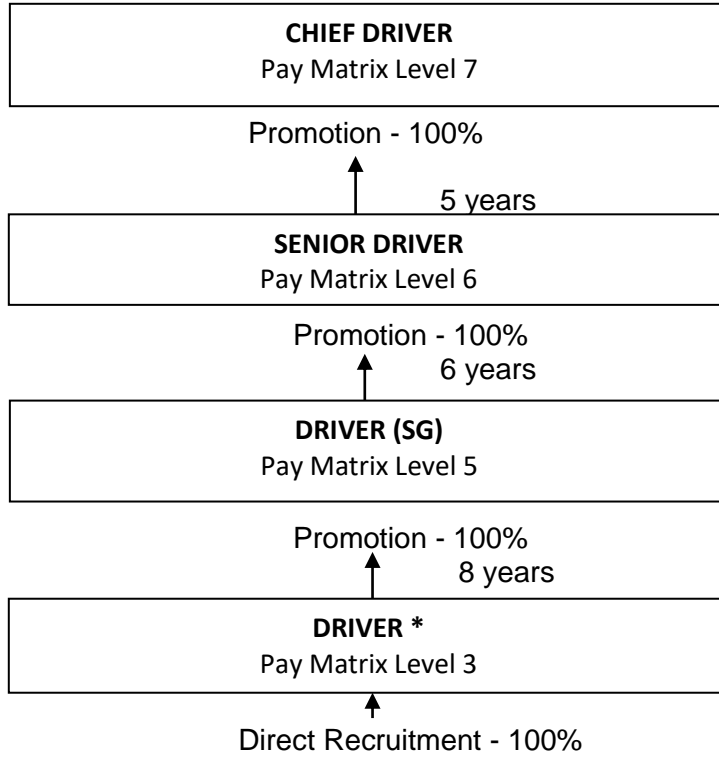 CHIEF DRIVER
Pay Matrix Level 7
Promotion - 100%
5 years
SENIOR DRIVER
Pay Matrix Level 6
Promotion - 100%
6 years
DRIVER (SG)
Pay Matrix Level 5
Promotion - 100%
8 years
DRIVER *
Pay Matrix Level 3
Direct Recruitment - 100%